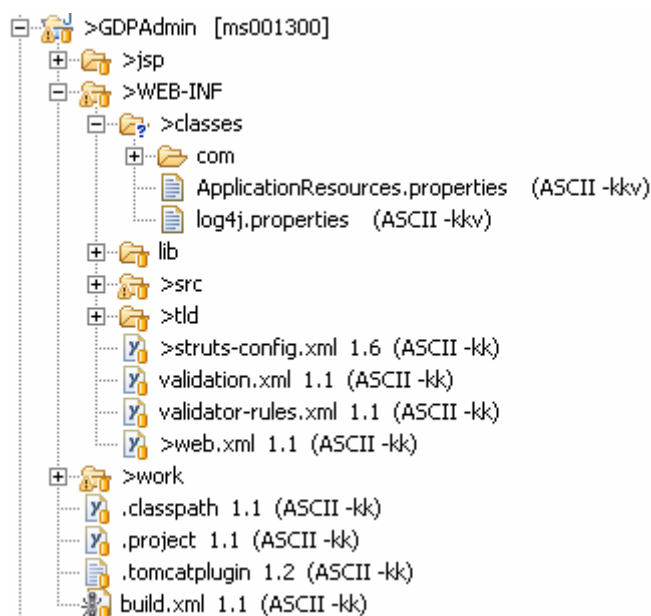 >GDPAdmin [ms001300]
>jsp
>WEB-INF
>classes
com
ApplicationResources.properties (ASCII -kkv)
log4j.properties (ASCII -kkv)
lib
>src
>tld
>struts-config.xml 1.6 (ASCII -kk)
validation.xml 1.1 (ASCII -kk)
validator-rules.xml 1.1 (ASCII -kk)
>web.xml 1.1 (ASCII -kk)
>work
.classpath 1.1 (ASCII -kk)
.project 1.1 (ASCII -kk)
.tomcatplugin 1.2 (ASCII -kk)
build.xml 1.1 (ASCII -kk)